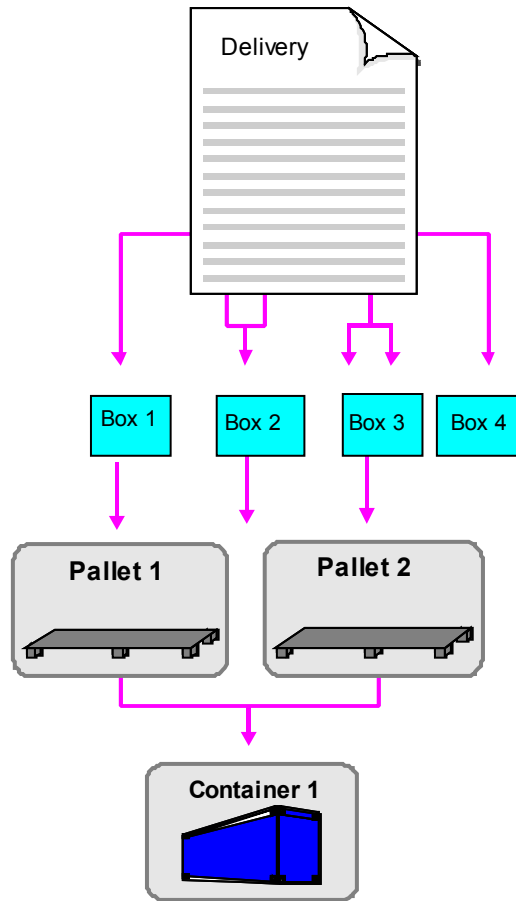 Delivery
Box 1
Box 2
Box 3
Box 4
Pallet 1
Pallet 2
Container 1